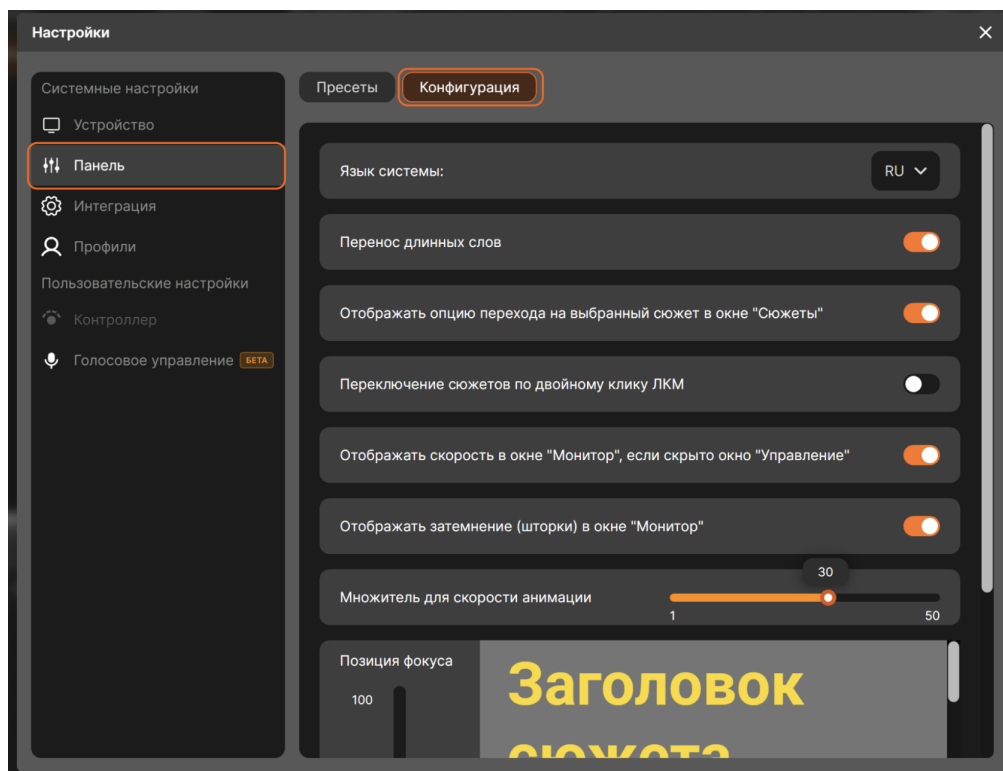 Настройки
Системные настройки
Устройство
Панель
Интеграция
Профили
Пользовательские настройки
Контроллер
Голосовое управление БЕТА
Пресеты Конфигурация
Язык системы: RU
Перенос длинных слов
Отображать опцию перехода на выбранный сюжет в окне "Сюжеты"
Переключение сюжетов по двойному клику ЛКМ
Отображать скорость в окне "Монитор", если скрыто окно "Управление"
Отображать затемнение (шторки) в окне "Монитор"
30
Множитель для скорости анимации
1 50
Позиция фокуса
100
Заголовок
сюжета